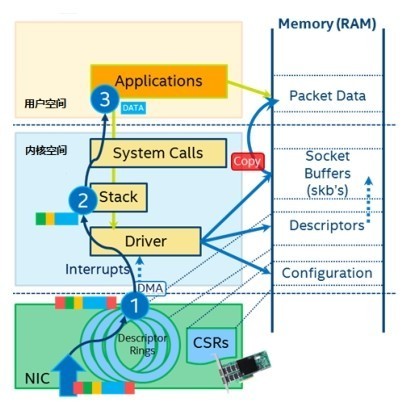 Memory (RAM)
Applications
用户空间
3
DATA
Packet Data
内核空间
System Calls
Copy
Socket
Buffers
(skb's)
2
Stack
Driver
Descriptors
Interrupts
DMA
Configuration
1
Descriptor
Rings
CSRs
NIC